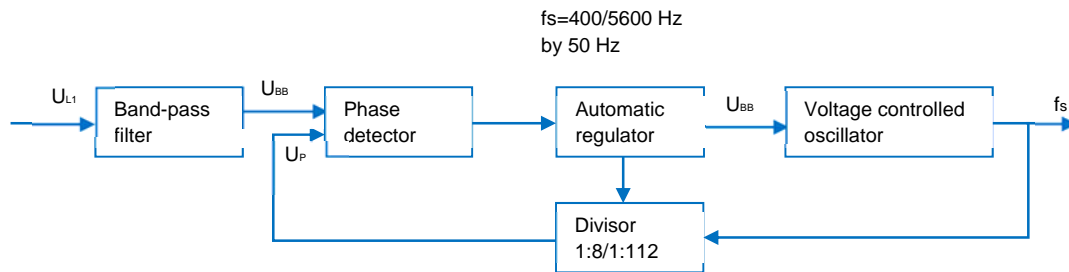 fs=400/5600 Hz
by 50 Hz
UL1
Band-pass
filter
UBB
UP
Phase
detector
Automatic
regulator
UBB
Voltage controlled
oscillator
fS
Divisor
1:8/1:112